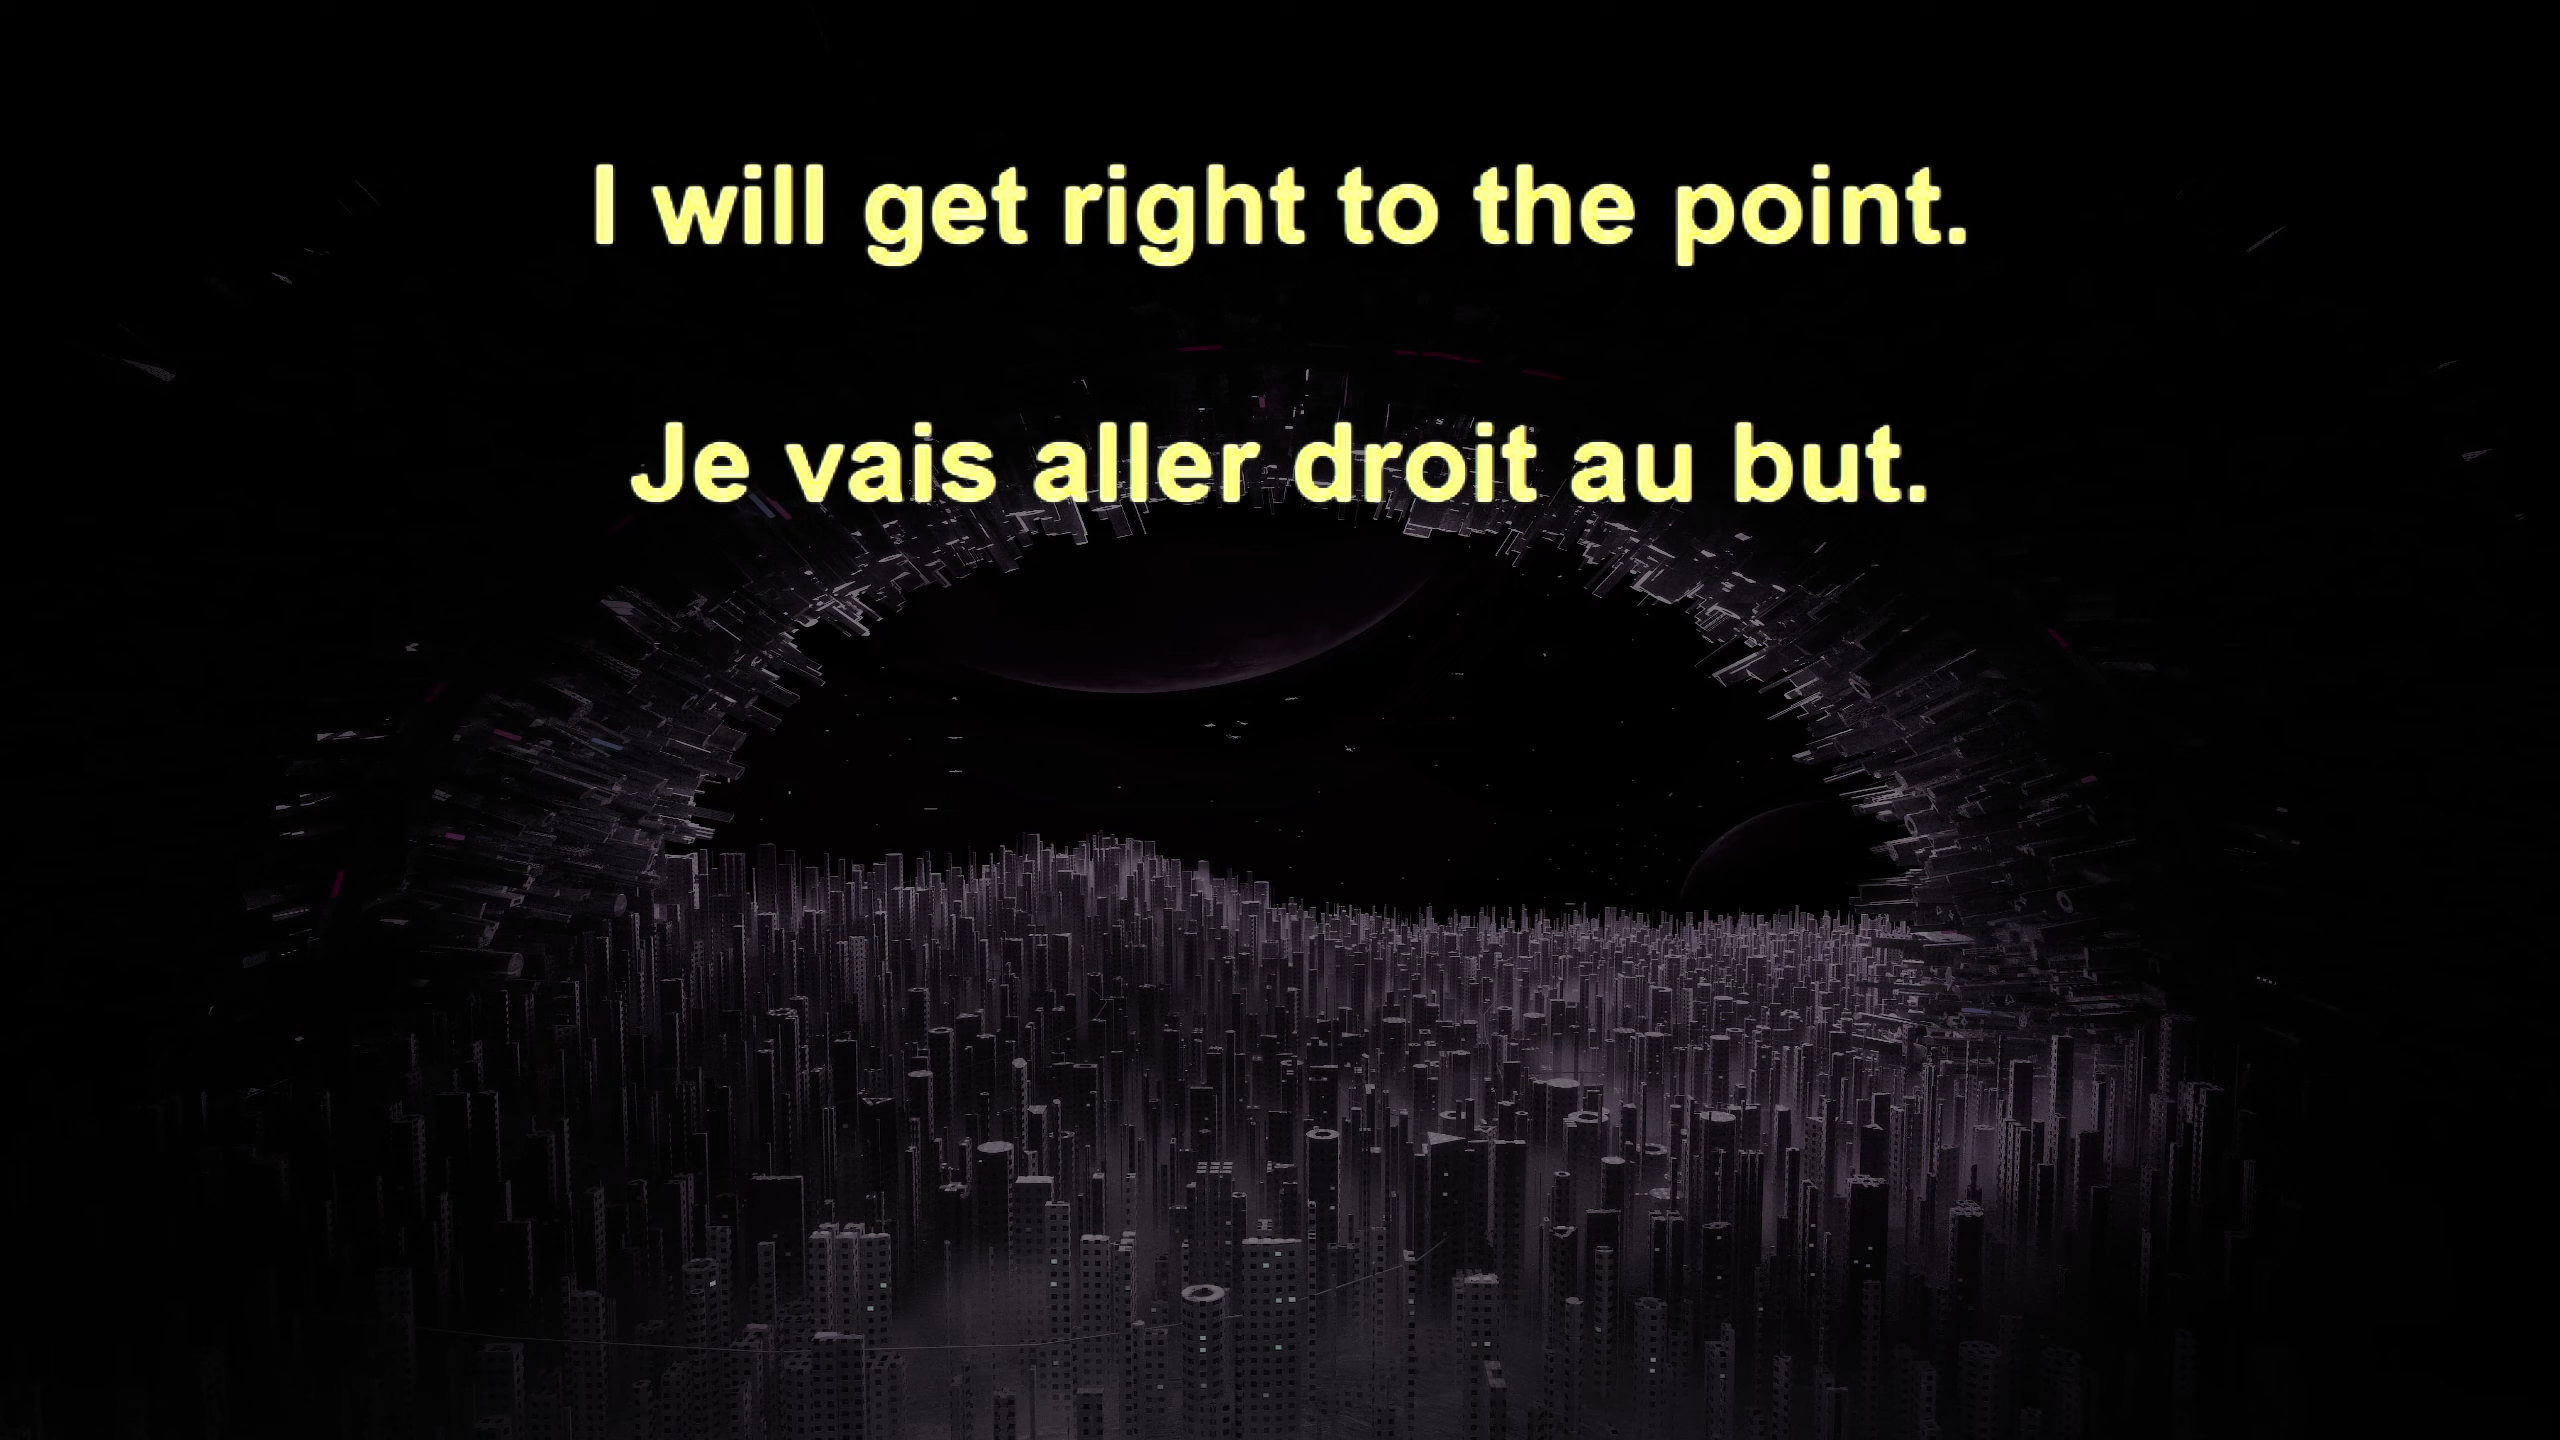 I will get right to the point.
Je vais aller droit au but.